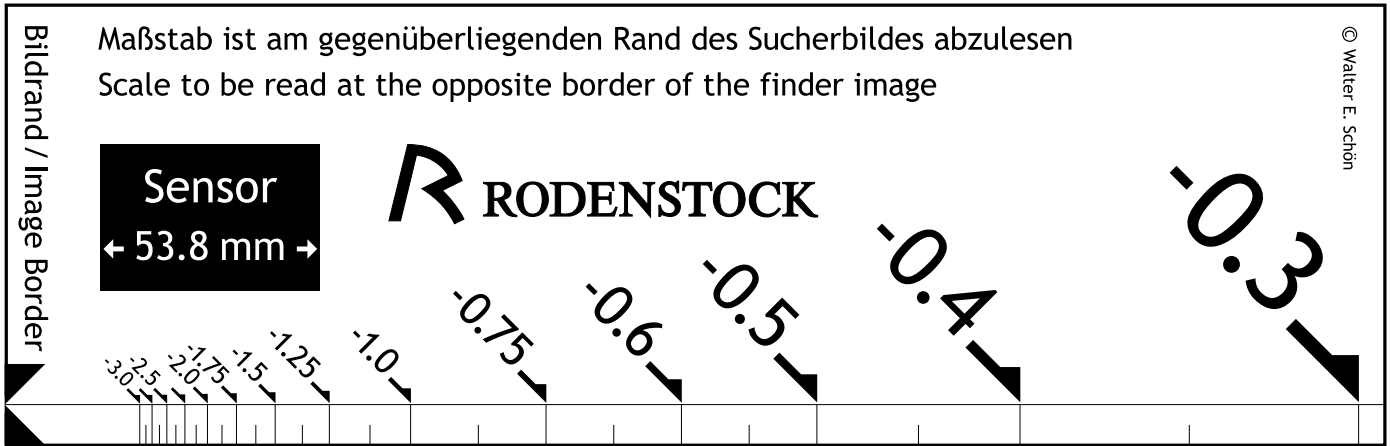 Bildrand / Image Border
Maßstab ist am gegenüberliegenden Rand des Sucherbildes abzulesen
Scale to be read at the opposite border of the finder image
© Walter E. Schön
Sensor
← 53.8 mm →
R RODENSTOCK
-3.0
-2.5
-2.0
-1.75
-1.5
-1.25
-1.0
-0.75
-0.6
-0.5
-0.4
-0.3